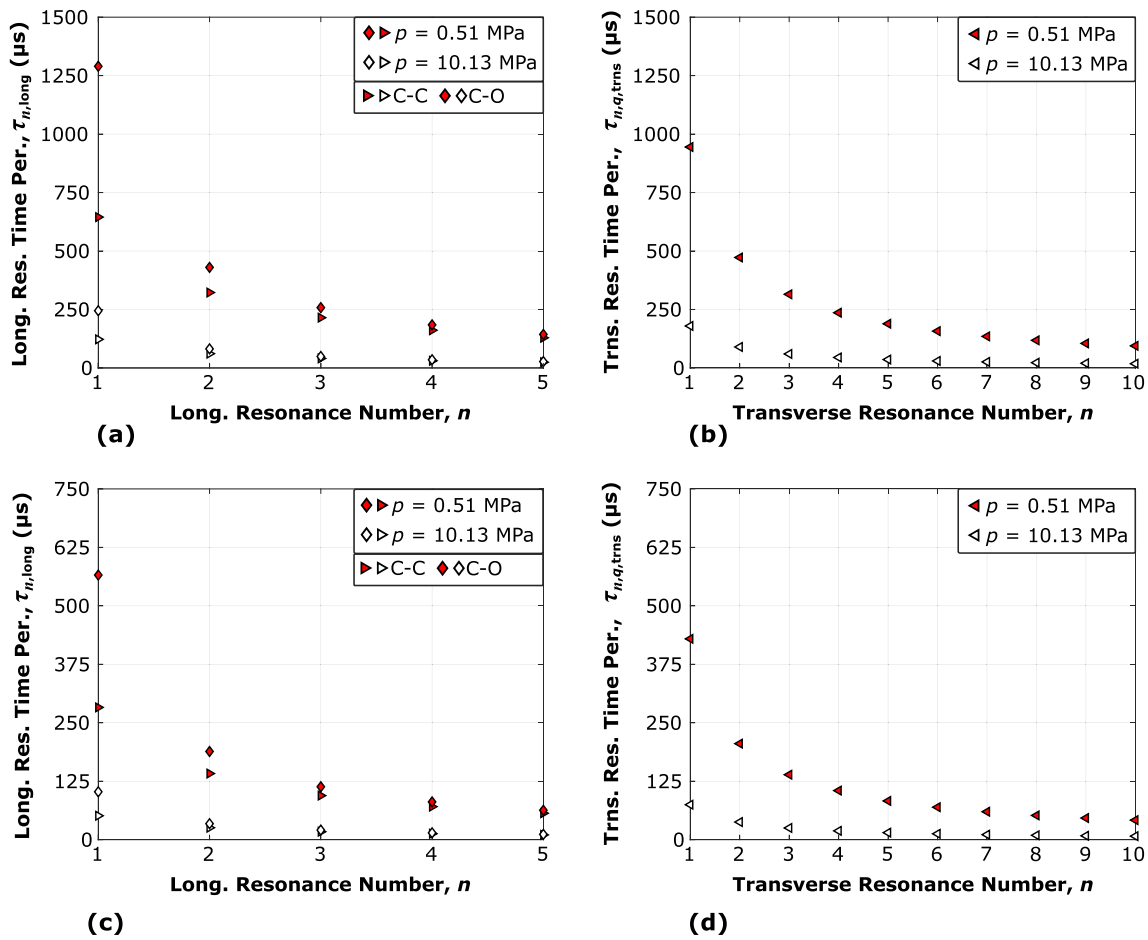 1500
1250
1000
750
500
250
0
Long. Res. Time Per., τn,long (μs)
1 2 3 4 5
Long. Resonance Number, n
p = 0.51 MPa
p = 10.13 MPa
C-C C-O
(a)
1500
1250
1000
750
500
250
0
Trns. Res. Time Per., τn,q,trns (μs)
1 2 3 4 5 6 7 8 9 10
Transverse Resonance Number, n
p = 0.51 MPa
p = 10.13 MPa
(b)
750
625
500
375
250
125
0
Long. Res. Time Per., τn,long (μs)
1 2 3 4 5
Long. Resonance Number, n
p = 0.51 MPa
p = 10.13 MPa
C-C C-O
(c)
750
625
500
375
250
125
0
Trns. Res. Time Per., τn,q,trns (μs)
1 2 3 4 5 6 7 8 9 10
Transverse Resonance Number, n
p = 0.51 MPa
p = 10.13 MPa
(d)